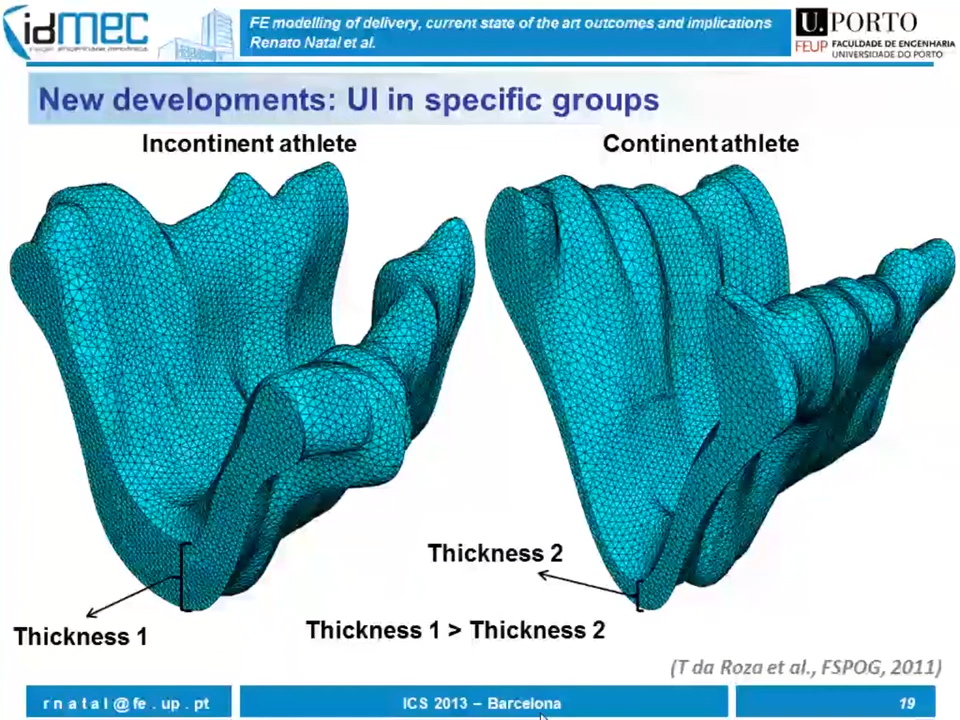 idmec
FE modelling of delivery, current state of the art outcomes and implications
Renato Natal et al.
U.PORTO
FEUP FACULDADE DE ENGENHARIA
UNIVERSIDADE DO PORTO
New developments: UI in specific groups
Incontinent athlete
Continent athlete
Thickness 2
Thickness 1
Thickness 1 > Thickness 2
(T da Roza et al., FSPOG, 2011)
r n a t a l @ fe . up . pt
ICS 2013 – Barcelona
19